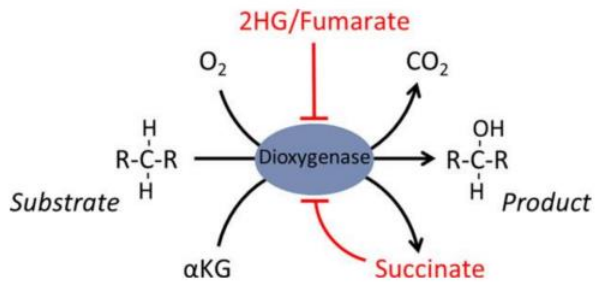 2HG/Fumarate
O2
CO2
H
R-C-R
H
Dioxygenase
OH
R-C-R
H
Substrate
Product
αKG
Succinate